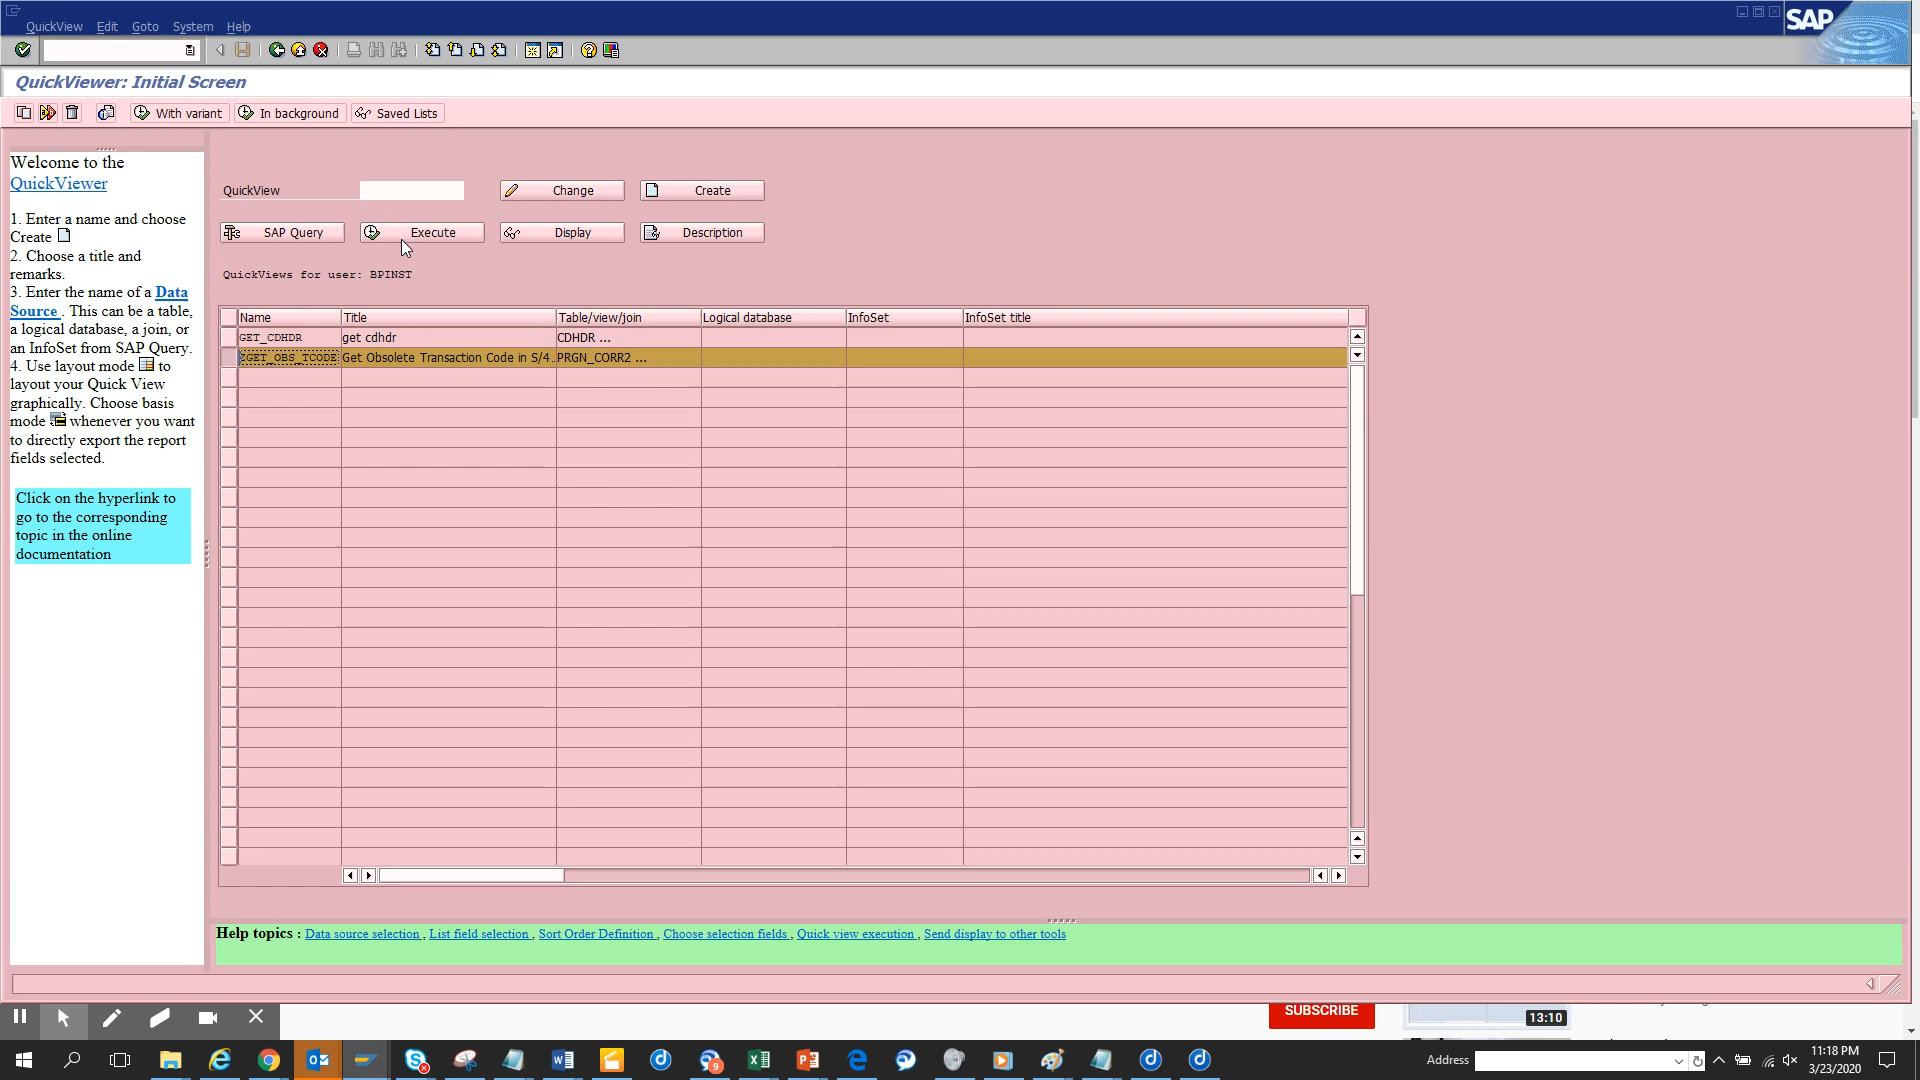 QuickView Edit Goto System Help
SAP
QuickViewer: Initial Screen
With variant In background Saved Lists
Welcome to the
QuickViewer
1. Enter a name and choose
Create
2. Choose a title and
remarks.
3. Enter the name of a Data
Source . This can be a table,
a logical database, a join, or
an InfoSet from SAP Query.
4. Use layout mode to
layout your Quick View
graphically. Choose basis
mode whenever you want
to directly export the report
fields selected.
Click on the hyperlink to
go to the corresponding
topic in the online
documentation
QuickView Change Create
SAP Query Execute Display Description
QuickViews for user: BPINST
Name Title Table/view/join Logical database InfoSet InfoSet title
GET_CDHDR get cdhdr CDHDR ...
ZGET_OBS_TCODE Get Obsolete Transaction Code in S/4.. PRGN_CORR2 ...
Help topics : Data source selection , List field selection , Sort Order Definition , Choose selection fields , Quick view execution , Send display to other tools
SUBSCRIBE 13:10
9
Address
11:18 PM
3/23/2020